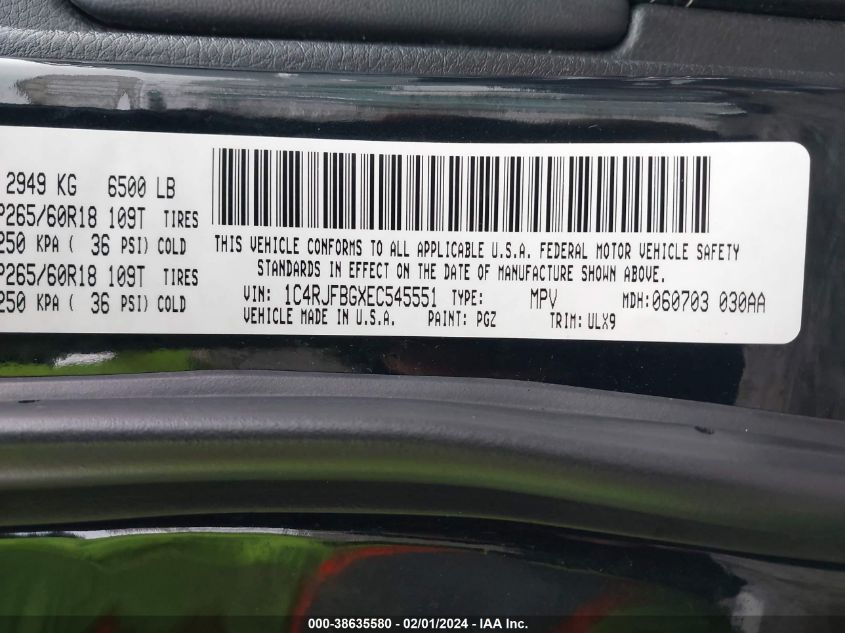 2949 KG 6500 LB
P265/60R18 109T TIRES
250 KPA ( 36 PSI) COLD
P265/60R18 109T TIRES
250 KPA ( 36 PSI) COLD
THIS VEHICLE CONFORMS TO ALL APPLICABLE U.S.A. FEDERAL MOTOR VEHICLE SAFETY
STANDARDS IN EFFECT ON THE DATE OF MANUFACTURE SHOWN ABOVE.
VIN: 1C4RJFBGXEC545551 TYPE: MPV MDH: 060703 030AA
VEHICLE MADE IN U.S.A. PAINT: PGZ TRIM: ULX9
000-38635580 - 02/01/2024 - IAA Inc.